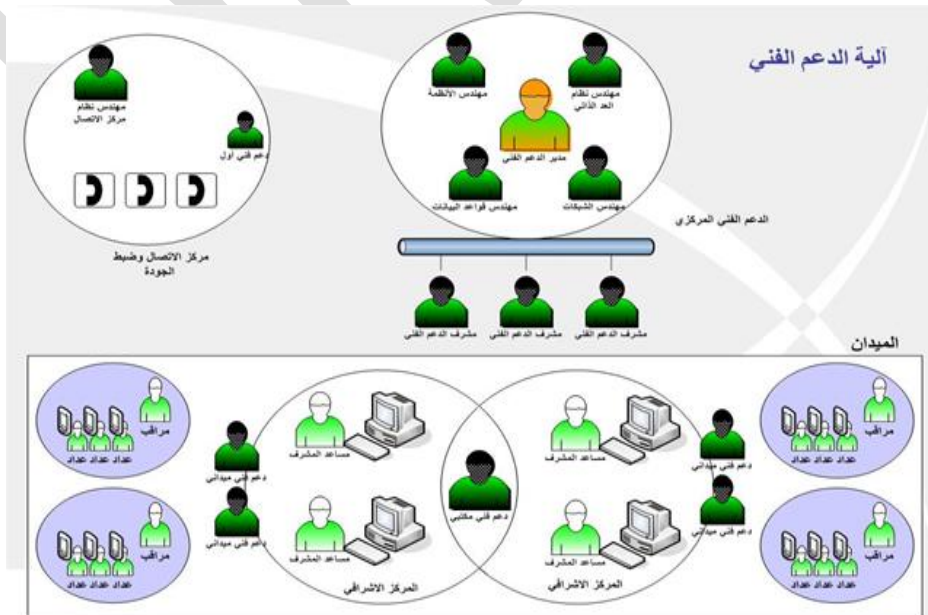 آلية الدعم الفني
مهندس الأنظمة
مهندس نظام
العد الذاتي
مدير الدعم الفني
مهندس قواعد البيانات
مهندس الشبكات
الدعم الفني المركزي
مهندس نظام
مركز الاتصال
دعم فني أول
مركز الاتصال وضبط
الجودة
مشرف الدعم الفني
مشرف الدعم الفني
مشرف الدعم الفني
الميدان
مراقب
عداد عداد عداد
دعم فني ميداني
مساعد المشرف
مساعد المشرف
دعم فني ميداني
مراقب
عداد عداد عداد
دعم فني مكتبي
مراقب
عداد عداد عداد
دعم فني ميداني
مساعد المشرف
مساعد المشرف
دعم فني ميداني
مراقب
عداد عداد عداد
المركز الاشرافي
المركز الاشرافي